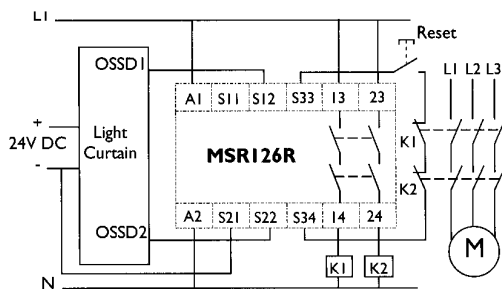 L1
Reset
OSSD1
L1 L2 L3
A1 S11 S12 S33 13 23
+
24V DC
-
Light
Curtain
MSR126R
K1
K2
A2 S21 S22 S34 14 24
OSSD2
K1 K2
M
N